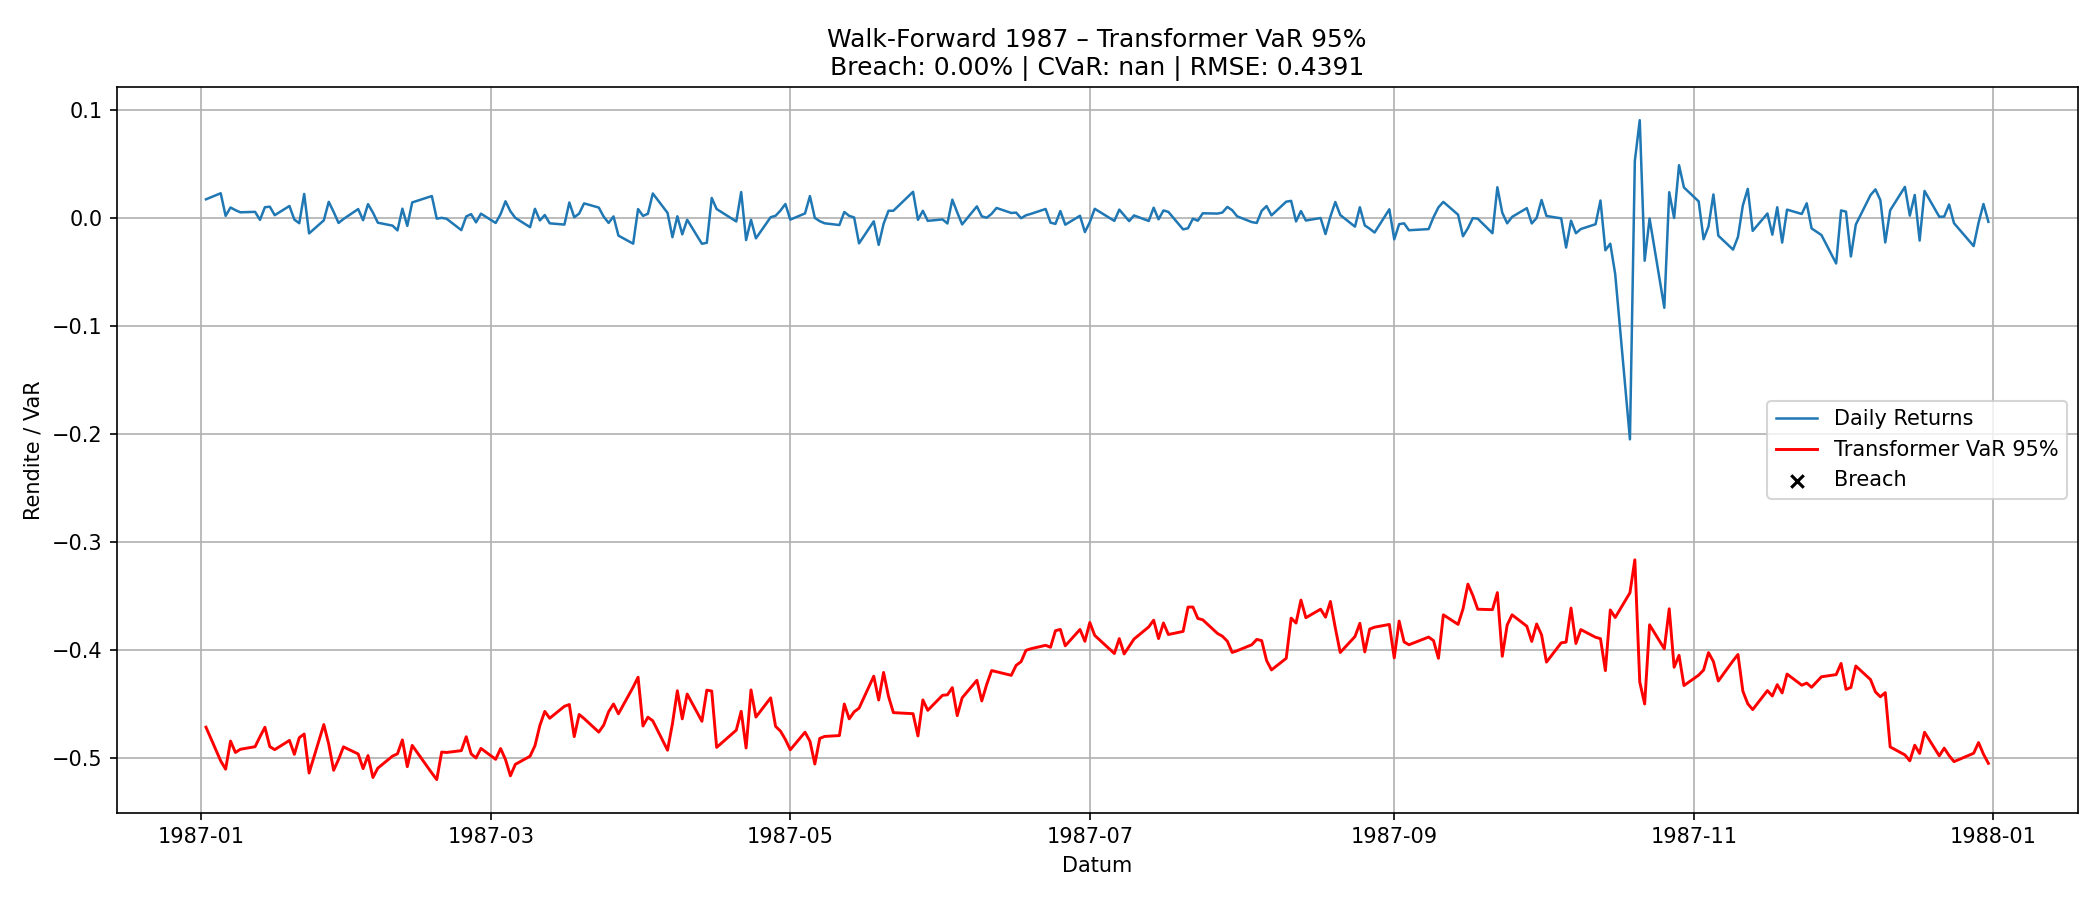 Walk-Forward 1987 – Transformer VaR 95%
Breach: 0.00% | CVaR: nan | RMSE: 0.4391
Rendite / VaR
0.1
0.0
−0.1
−0.2
−0.3
−0.4
−0.5
Daily Returns
Transformer VaR 95%
Breach
1987-01
1987-03
1987-05
1987-07
1987-09
1987-11
1988-01
Datum